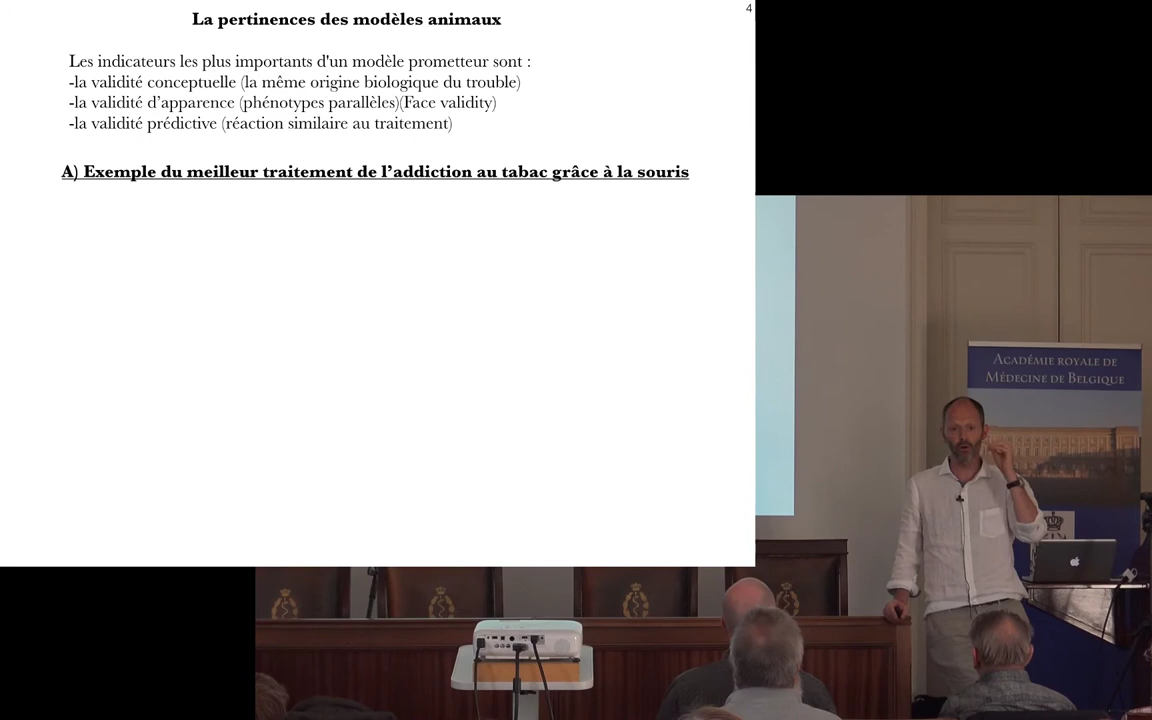 4
La pertinences des modèles animaux
Les indicateurs les plus importants d'un modèle prometteur sont :
-la validité conceptuelle (la même origine biologique du trouble)
-la validité d’apparence (phénotypes parallèles)(Face validity)
-la validité prédictive (réaction similaire au traitement)
A) Exemple du meilleur traitement de l’addiction au tabac grâce à la souris
ACADÉMIE ROYALE DE
MÉDECINE DE BELGIQUE